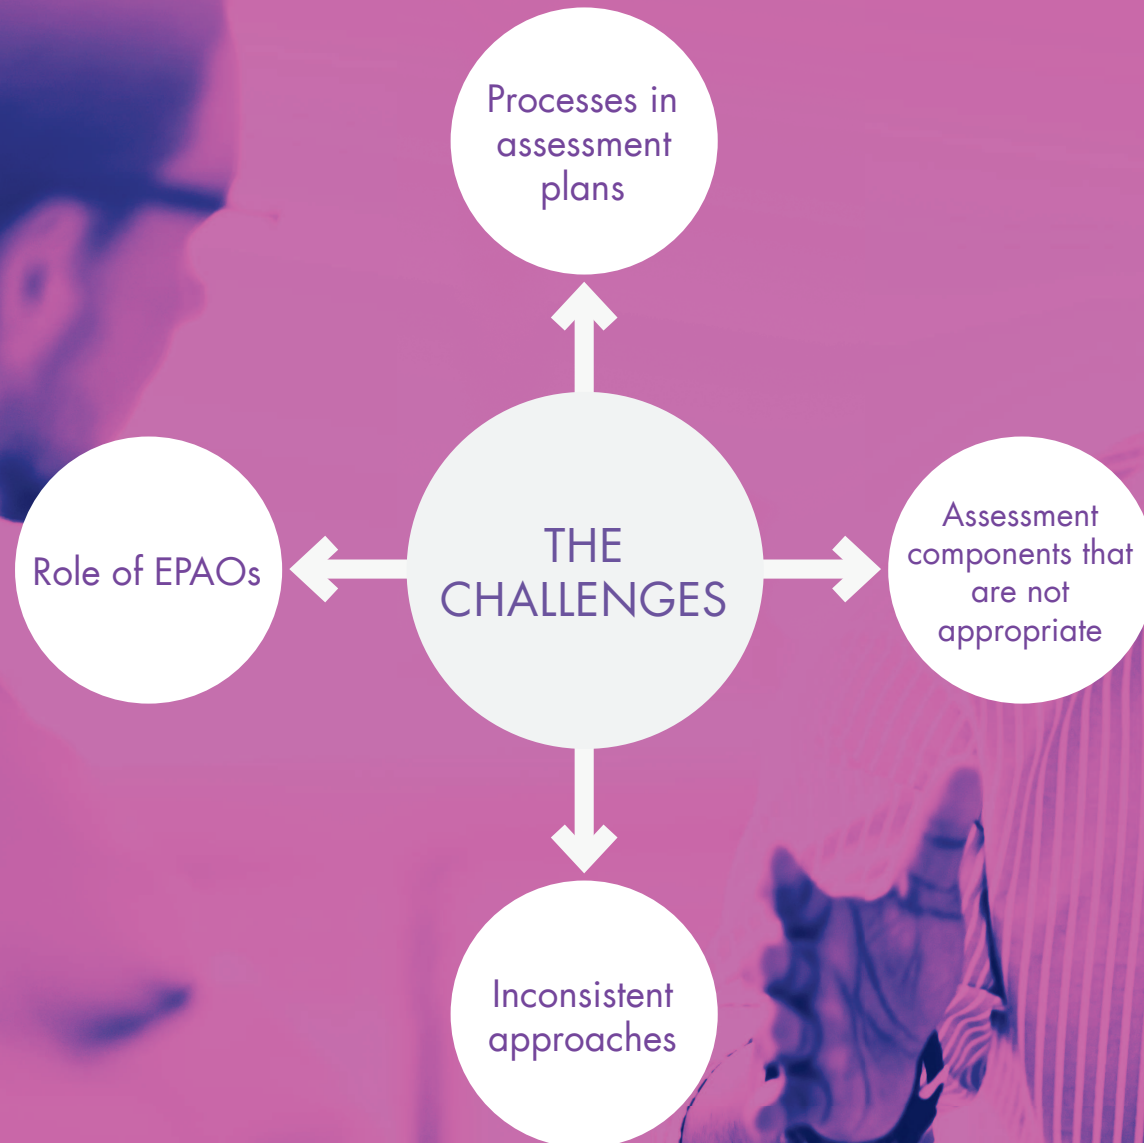 Processes in
assessment
plans
Role of EPAOs
THE
CHALLENGES
Assessment
components that
are not
appropriate
Inconsistent
approaches